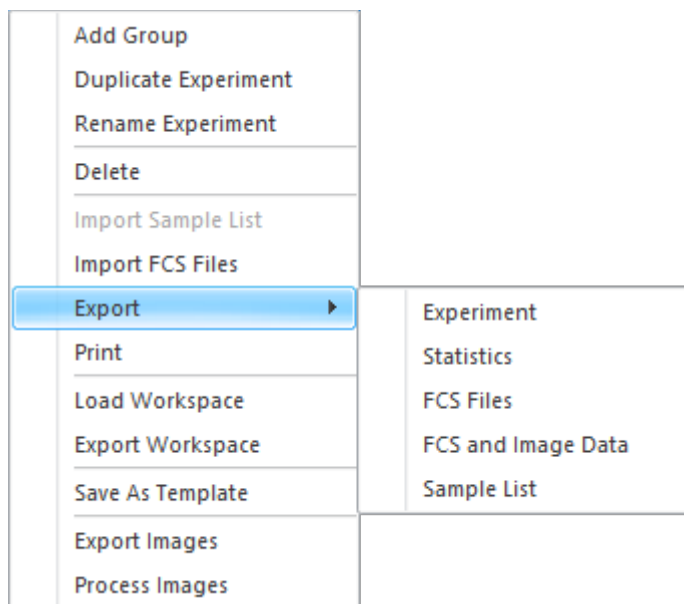 Add Group
Duplicate Experiment
Rename Experiment
Delete
Import Sample List
Import FCS Files
Export
Print
Load Workspace
Export Workspace
Save As Template
Export Images
Process Images
Experiment
Statistics
FCS Files
FCS and Image Data
Sample List